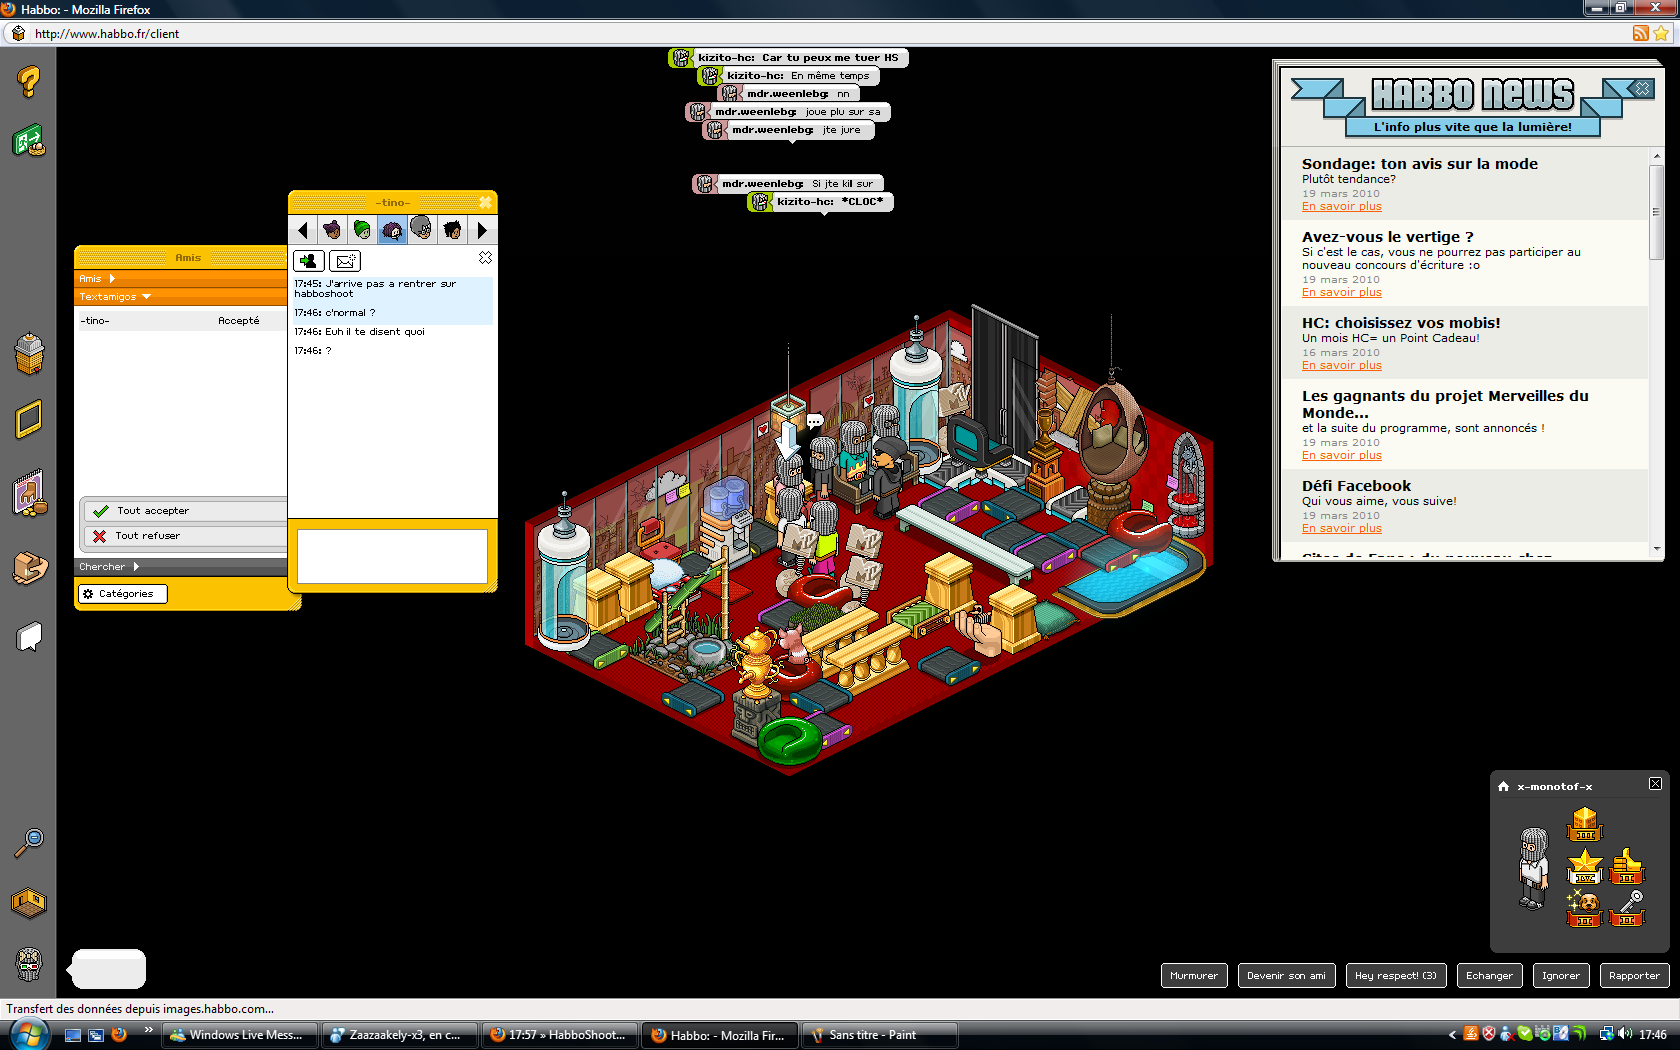 Habbo: - Mozilla Firefox
http://www.habbo.fr/client
kizito-hc: Car tu peux me tuer HS
kizito-hc: En même temps
mdr.weenlebg: nn
mdr.weenlebg: joue plu sur sa
mdr.weenlebg: jte jure
mdr.weenlebg: Si jte kil sur
kizito-hc: *CLOC*
Amis
Amis
Textamigos
-tino-
Accepté
Tout accepter
Tout refuser
Chercher
Catégories
-tino-
17:45: J'arrive pas a rentrer sur
habboshoot
17:46: c'normal ?
17:46: Euh il te disent quoi
17:46: ?
HABBO NEWS
L'info plus vite que la lumière!
Sondage: ton avis sur la mode
Plutôt tendance?
19 mars 2010
En savoir plus
Avez-vous le vertige ?
Si c'est le cas, vous ne pourrez pas participer au
nouveau concours d'écriture :o
19 mars 2010
En savoir plus
HC: choisissez vos mobis!
Un mois HC= un Point Cadeau!
16 mars 2010
En savoir plus
Les gagnants du projet Merveilles du
Monde...
et la suite du programme, sont annoncés !
19 mars 2010
En savoir plus
Défi Facebook
Qui vous aime, vous suive!
19 mars 2010
En savoir plus
Sites de Fans : du nouveau chez
MTV
MTV
MTV
MTV
x-monotof-x
Murmurer
Devenir son ami
Hey respect! (3)
Echanger
Ignorer
Rapporter
Transfert des données depuis images.habbo.com...
Windows Live Mess...
Zaazaakely-x3, en c...
17:57 » HabboShoot...
Habbo: - Mozilla Fir...
Sans titre - Paint
17:46